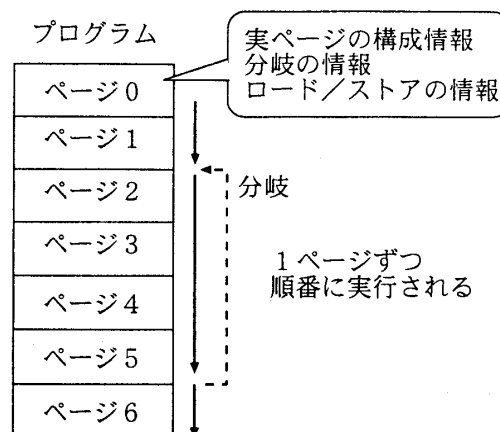 プログラム
実ページの構成情報
分岐の情報
ロード／ストアの情報
ページ0
ページ1
ページ2
ページ3
ページ4
ページ5
ページ6
分岐
1ページずつ
順番に実行される